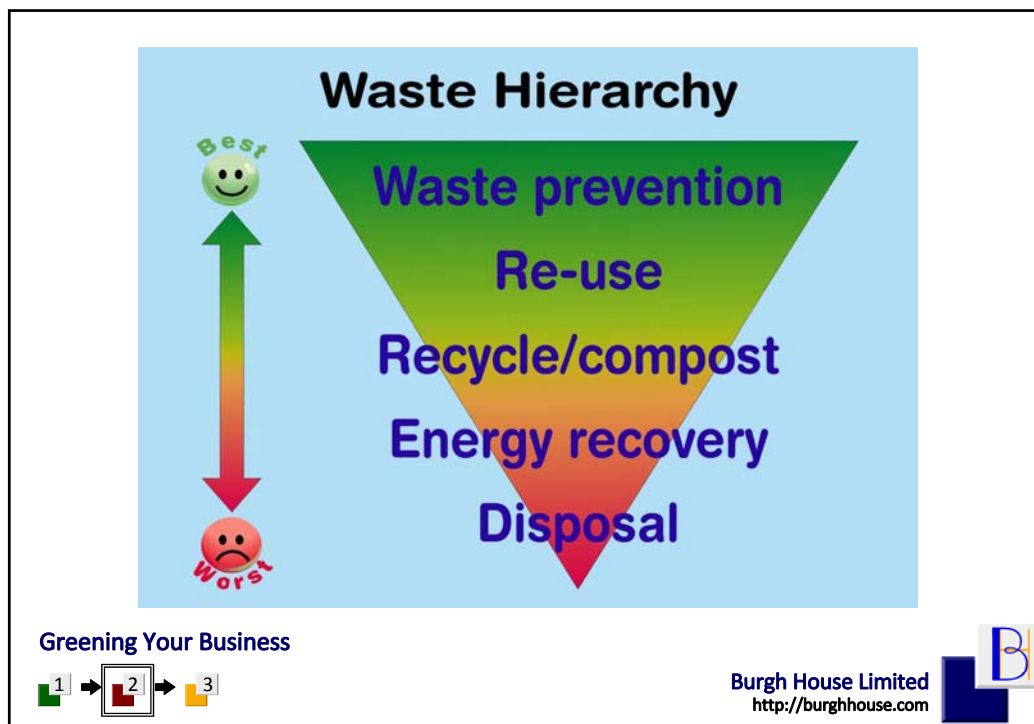 Waste Hierarchy
Best
Waste prevention
Re-use
Recycle/compost
Energy recovery
Disposal
Worst
Greening Your Business
1 2 3
Burgh House Limited
http://burghhouse.com
BH